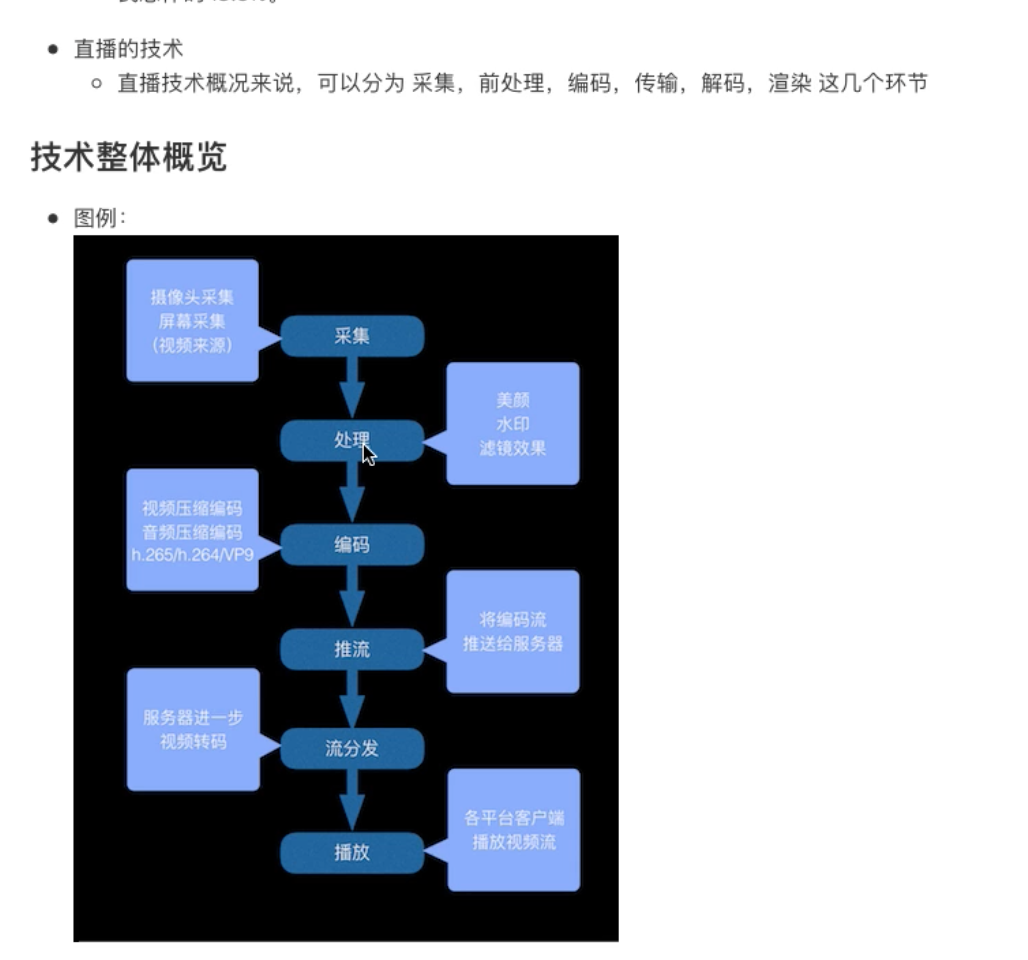 直播的技术
直播技术概况来说，可以分为 采集，前处理，编码，传输，解码，渲染 这几个环节
技术整体概览
图例：
摄像头采集
屏幕采集
（视频来源）
采集
美颜
水印
滤镜效果
处理
视频压缩编码
音频压缩编码
h.265/h.264/VP9
编码
将编码流
推送给服务器
推流
服务器进一步
视频转码
流分发
各平台客户端
播放视频流
播放